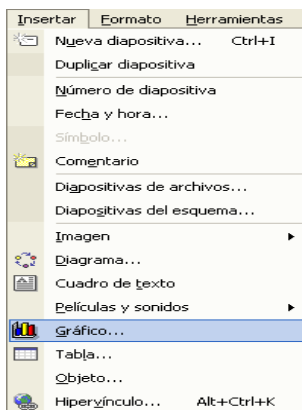 Insertar Formato Herramientas
Nueva diapositiva... Ctrl+I
Duplicar diapositiva
Número de diapositiva
Fecha y hora...
Símbolo...
Comentario
Diapositivas de archivos...
Diapositivas del esquema...
Imagen
Diagrama...
Cuadro de texto
Películas y sonidos
Gráfico...
Tabla...
Objeto...
Hipervínculo... Alt+Ctrl+K